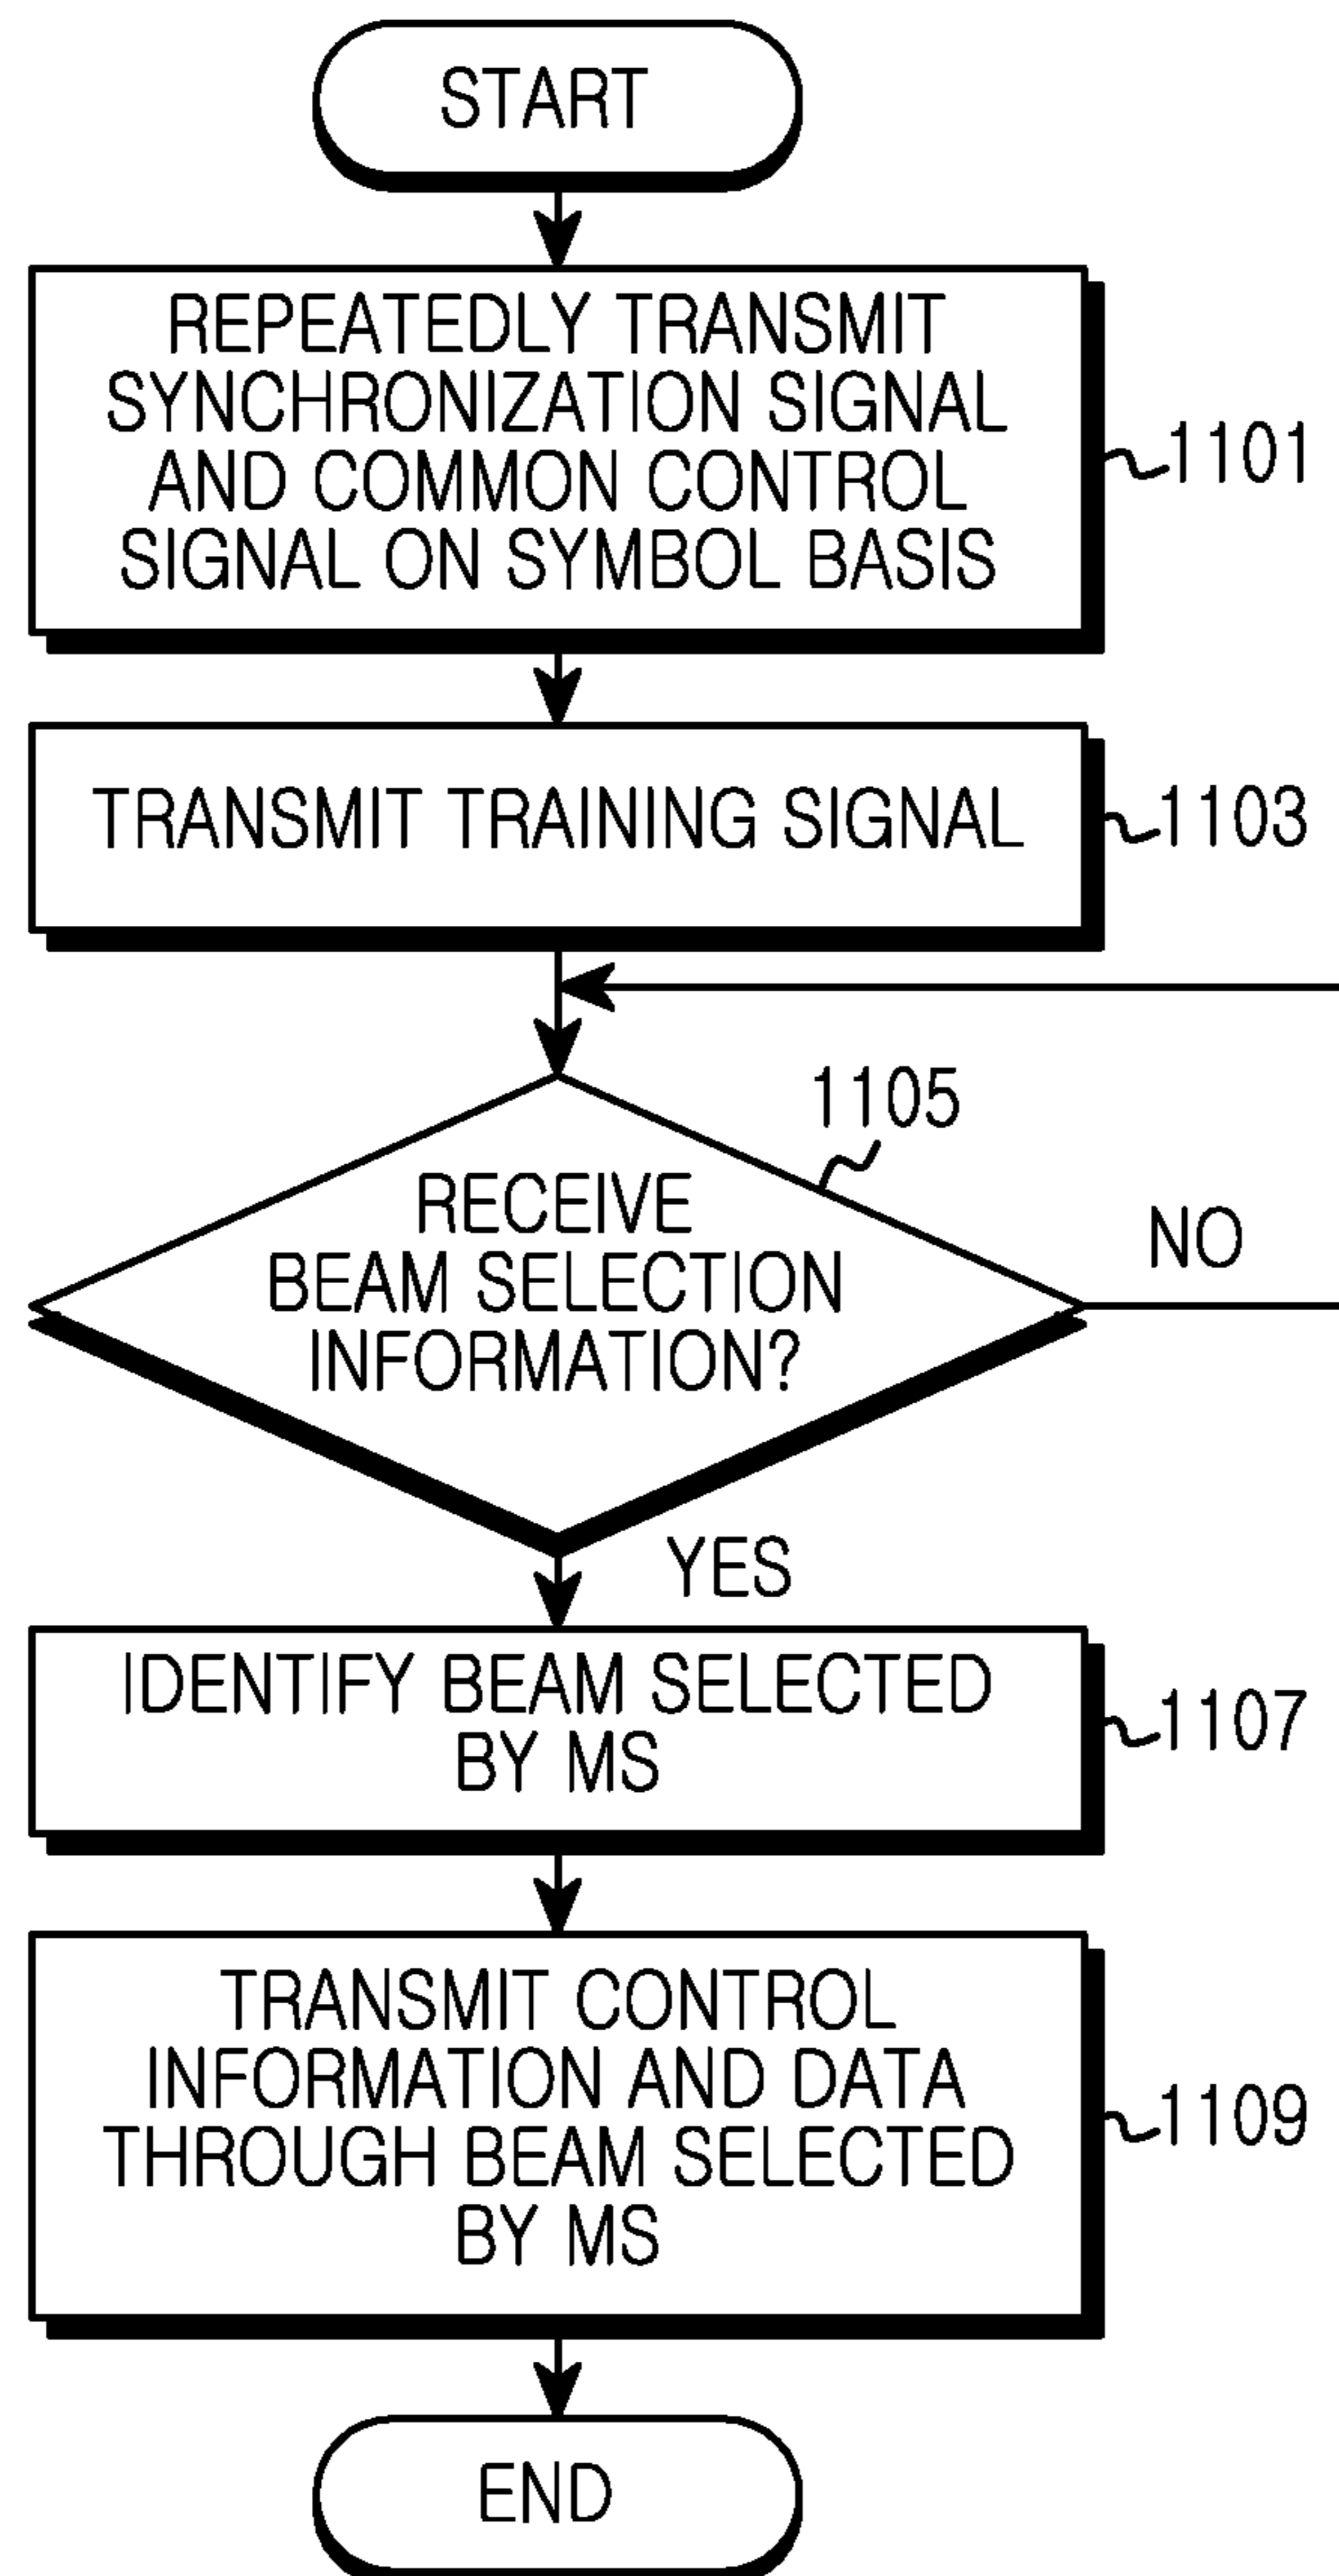 START
REPEATEDLY TRANSMIT
SYNCHRONIZATION SIGNAL
AND COMMON CONTROL
SIGNAL ON SYMBOL BASIS
1101
TRANSMIT TRAINING SIGNAL
1103
1105
RECEIVE
BEAM SELECTION
INFORMATION?
NO
YES
IDENTIFY BEAM SELECTED
BY MS
1107
TRANSMIT CONTROL
INFORMATION AND DATA
THROUGH BEAM SELECTED
BY MS
1109
END